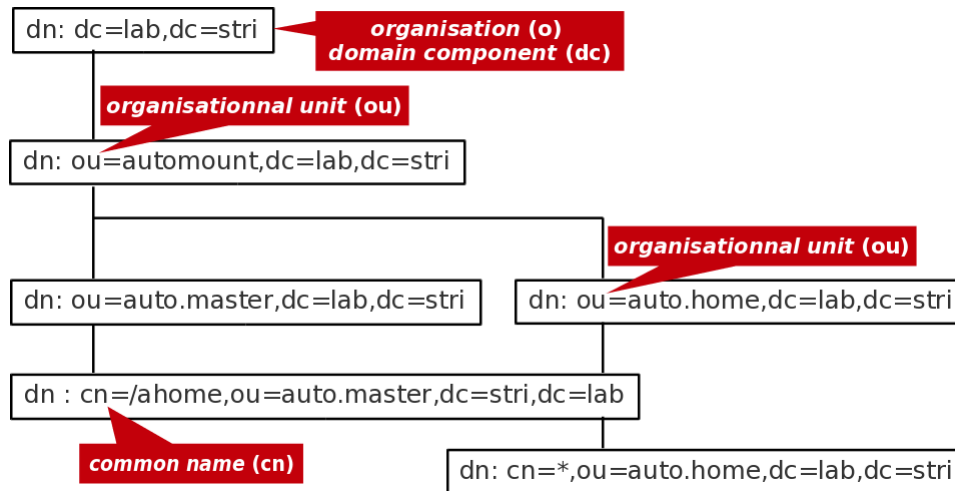 dn: dc=lab,dc=stri
organisation (o)
domain component (dc)
organisationnal unit (ou)
dn: ou=automount,dc=lab,dc=stri
organisationnal unit (ou)
dn: ou=auto.master,dc=lab,dc=stri
dn: ou=auto.home,dc=lab,dc=stri
dn : cn=/ahome,ou=auto.master,dc=stri,dc=lab
common name (cn)
dn: cn=*,ou=auto.home,dc=lab,dc=stri